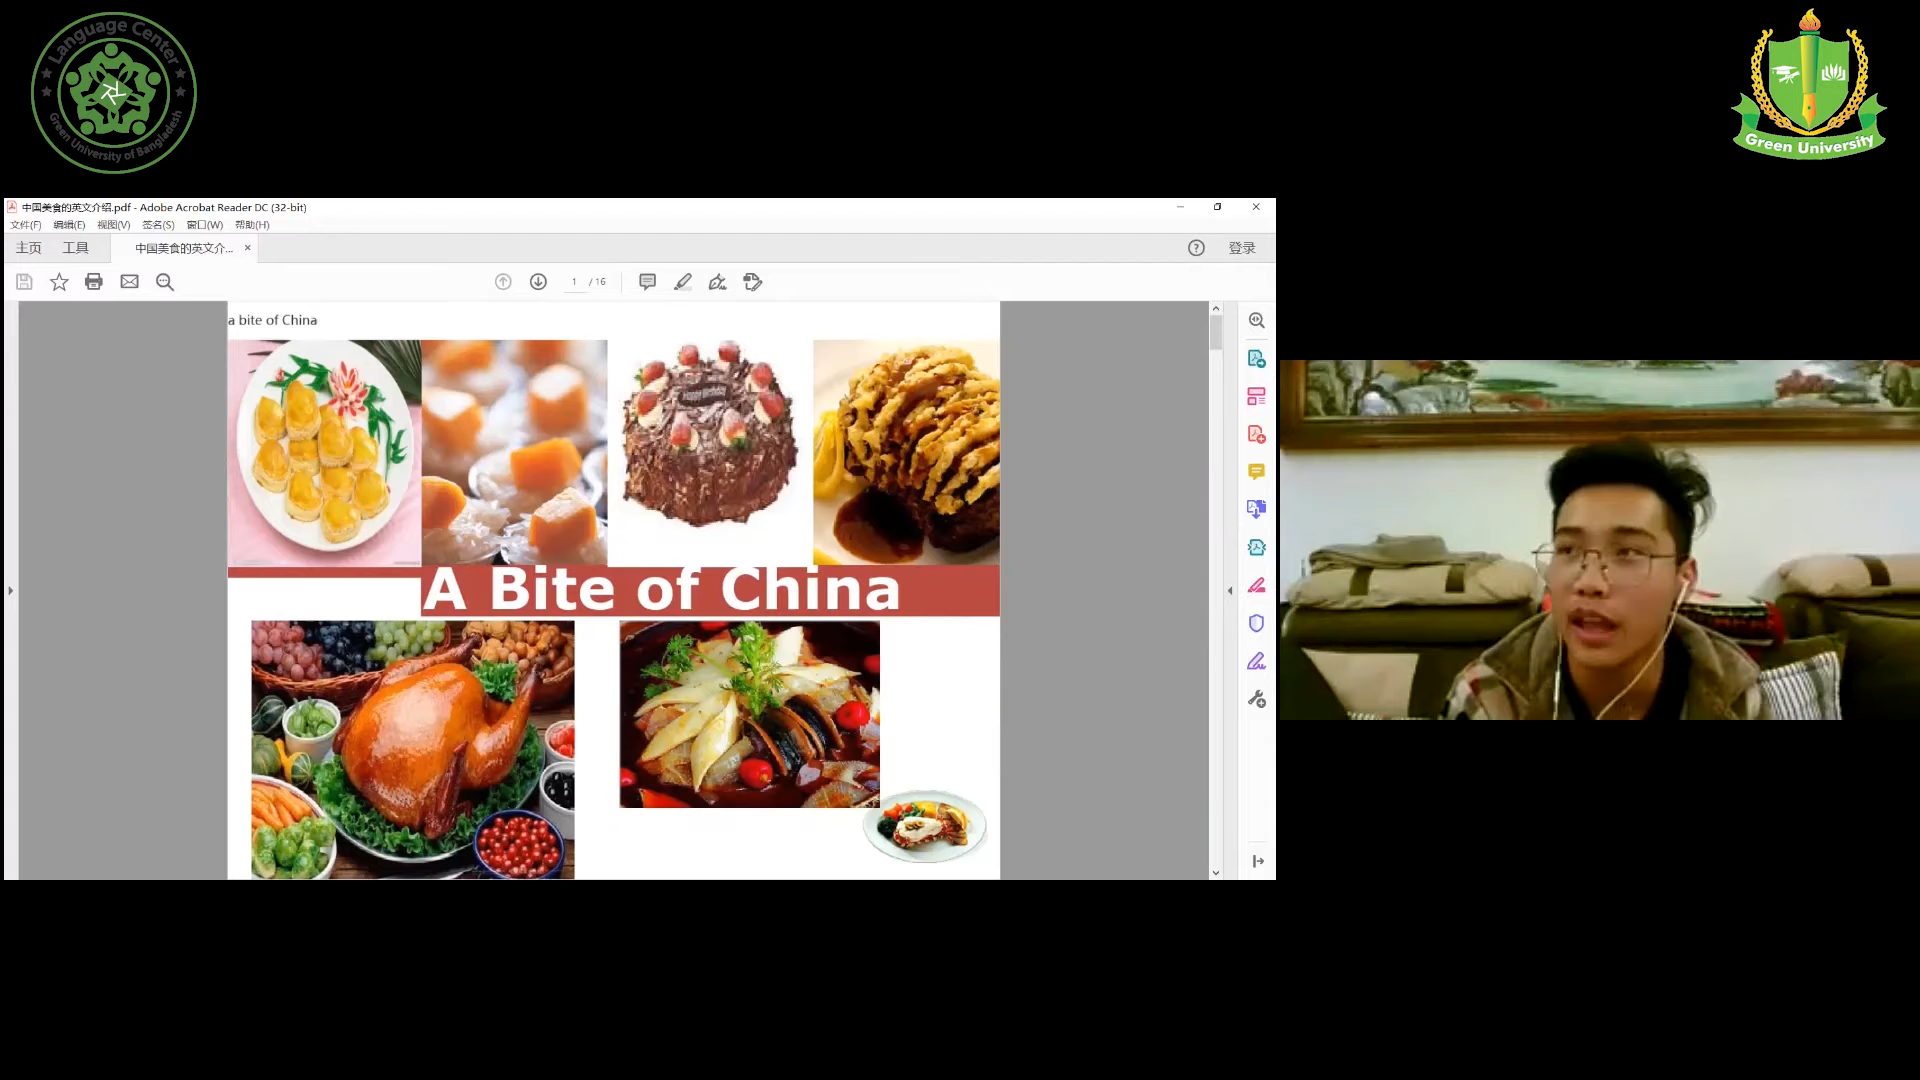 Language Center
Green University of Bangladesh
Green University
中国美食的英文介绍.pdf - Adobe Acrobat Reader DC (32-bit)
文件(F) 编辑(E) 视图(V) 签名(S) 窗口(W) 帮助(H)
主页 工具 中国美食的英文介... × 登录
1 / 16
a bite of China
Happy Birthday
A Bite of China